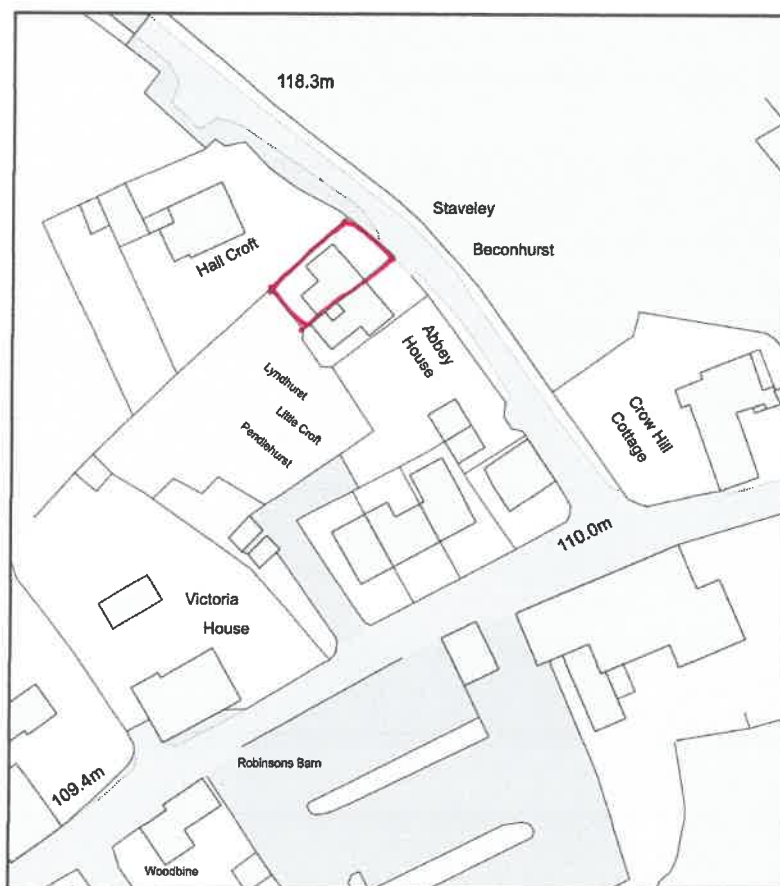 118.3m
Staveley
Beconhurst
Hall Croft
Abbey
House
Lyndhurst
Little Croft
Pendlehurst
Crow Hill
Cottage
110.0m
Victoria
House
Robinsons Barn
109.4m
Woodbine